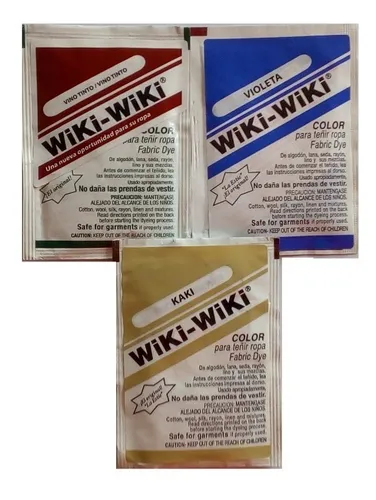 VINO TINTO / VINO TINTO
WiKi-WiKi®
Una nueva oportunidad para su ropa
COLOR
para teñir ropa
Fabric Dye
De algodón, lana, seda, rayón,
lino y sus mezclas.
Antes de comenzar el teñido, lea
las instrucciones impresas al dorso.
Usado apropiadamente,
¡El original!
No daña las prendas de vestir.
PRECAUCION: MANTENGASE
ALEJADO DEL ALCANCE DE LOS NIÑOS.
Cotton, wool, silk, rayon, linen and mixtures.
Read directions printed on the back
before starting the dyeing process.
Safe for garments if properly used.
CAUTION: KEEP OUT OF THE REACH OF CHILDREN
VIOLETA
WiKi-WiKi®
COLOR
para teñir ropa
Fabric Dye
De algodón, lana, seda, rayón,
lino y sus mezclas.
Antes de comenzar el teñido, lea
las instrucciones impresas al dorso.
Usado apropiadamente,
No daña las prendas de vestir.
PRECAUCION: MANTENGASE
ALEJADO DEL ALCANCE DE LOS NIÑOS.
Cotton, wool, silk, rayon, linen and mixtures.
Read directions printed on the back
before starting the dyeing process.
Safe for garments if properly used.
CAUTION: KEEP OUT OF THE REACH OF CHILDREN
KAKI
WiKi-WiKi®
COLOR
para teñir ropa
Fabric Dye
De algodón, lana, seda, rayón,
lino y sus mezclas.
Antes de comenzar el teñido, lea
las instrucciones impresas al dorso.
Usado apropiadamente,
No daña las prendas de vestir.
PRECAUCION: MANTENGASE
ALEJADO DEL ALCANCE DE LOS NIÑOS.
Cotton, wool, silk, rayon, linen and mixtures.
Read directions printed on the back
before starting the dyeing process.
Safe for garments if properly used.
CAUTION: KEEP OUT OF THE REACH OF CHILDREN